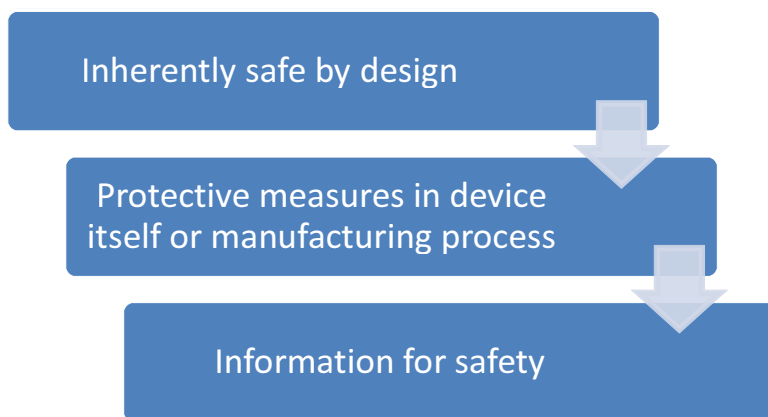 Inherently safe by design
Protective measures in device
itself or manufacturing process
Information for safety